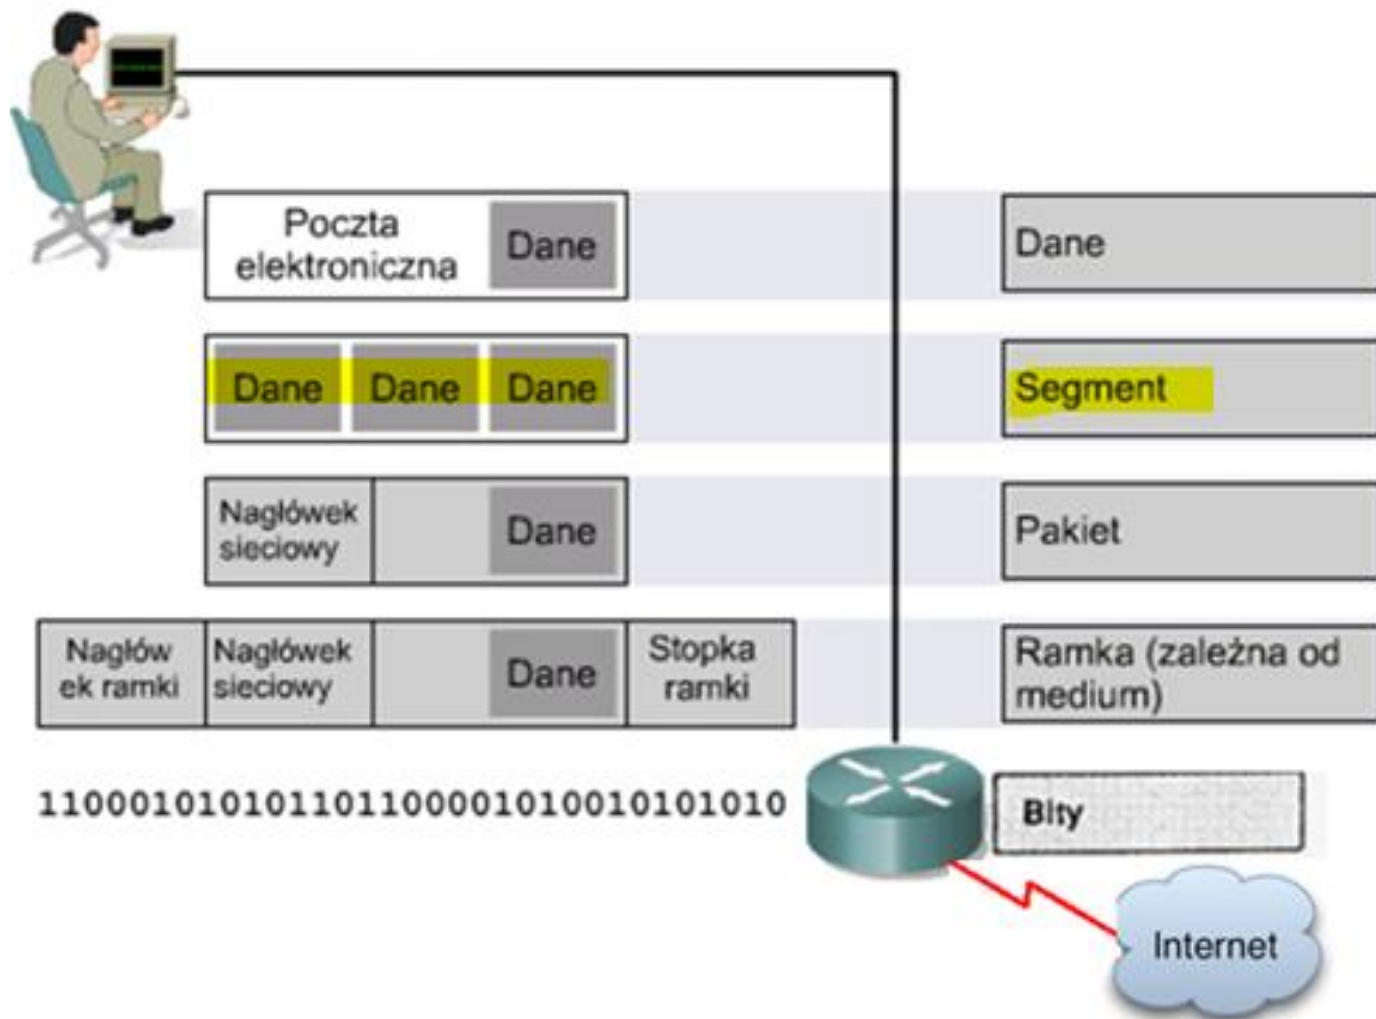 Poczta
elektroniczna
Dane
Dane
Dane
Dane
Dane
Segment
Nagłówek
sieciowy
Dane
Pakiet
Nagłów
ek ramki
Nagłówek
sieciowy
Dane
Stopka
ramki
Ramka (zależna od
medium)
110001010101101100001010010101010
Bity
Internet